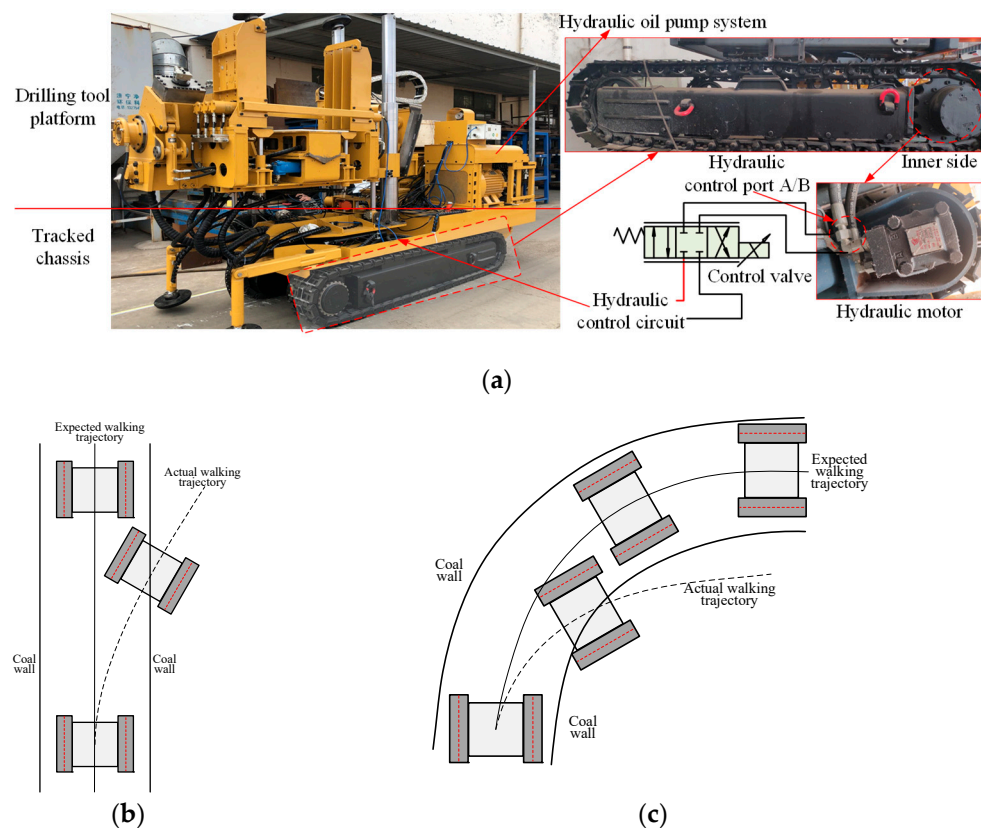 Hydraulic oil pump system
Drilling tool
platform
Tracked
chassis
Inner side
Hydraulic
control port A/B
Control valve
Hydraulic
control circuit
Hydraulic motor
(a)
Expected walking
trajectory
Actual walking
trajectory
Coal
wall
Coal
wall
(b)
Expected
walking
trajectory
Coal
wall
Actual walking
trajectory
Coal
wall
(c)